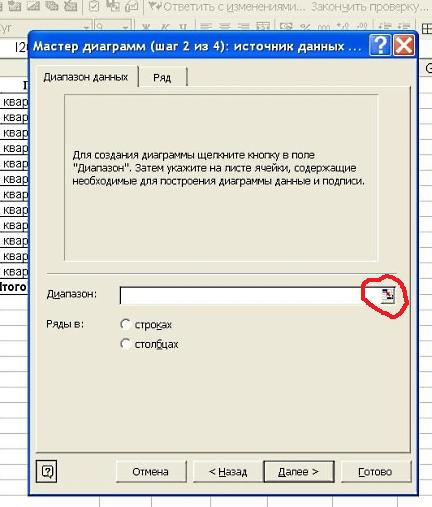 Ответить с изменениями... Закончить проверку...
Мастер диаграмм (шаг 2 из 4): источник данных ...
Диапазон данных
Ряд
квар
квар
квар
квар
квар
квар
квар
квар
квар
квар
квар
квар
Для создания диаграммы щелкните кнопку в поле
"Диапазон". Затем укажите на листе ячейки, содержащие
необходимые для построения диаграммы данные и подписи.
Диапазон:
Ряды в:
строках
столбцах
Отмена
< Назад
Далее >
Готово